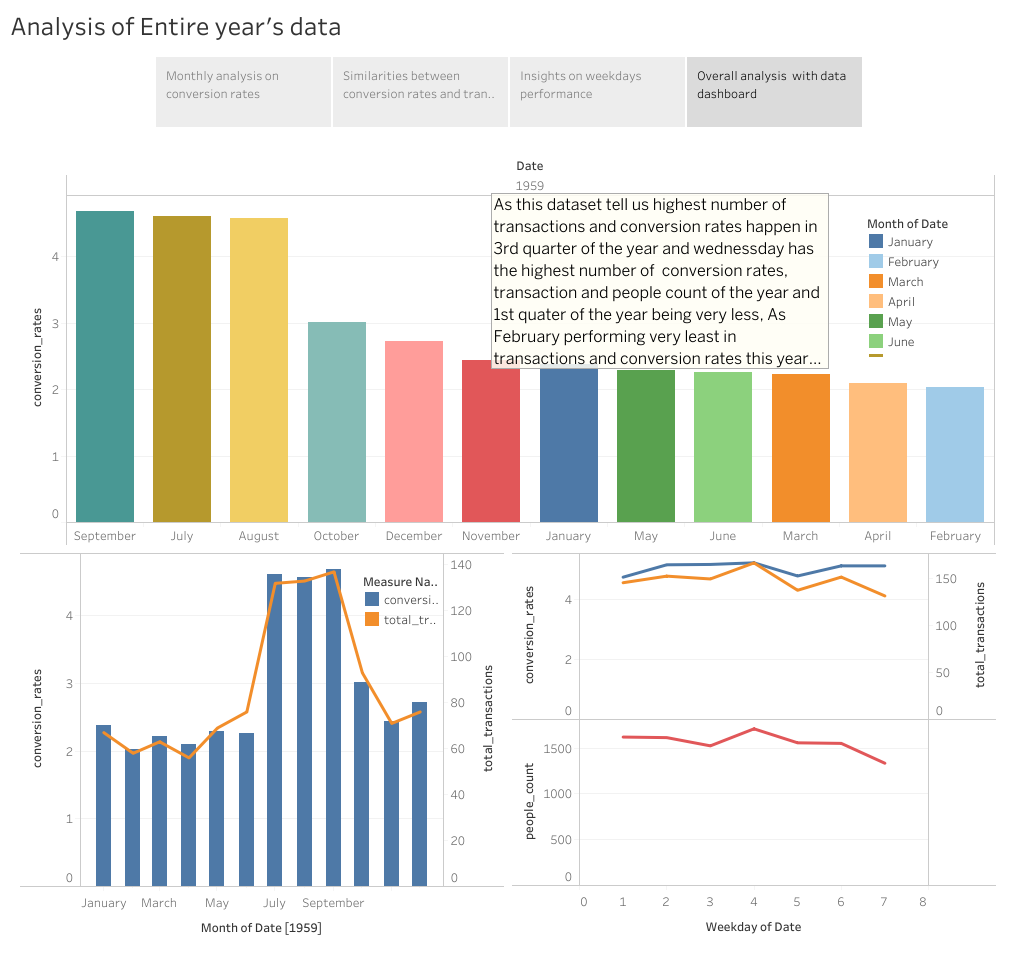 Analysis of Entire year's data
Monthly analysis on
conversion rates
Similarities between
conversion rates and tran..
Insights on weekdays
performance
Overall analysis with data
dashboard
Date
1959
As this dataset tell us highest number of
transactions and conversion rates happen in
3rd quarter of the year and wednessday has
the highest number of conversion rates,
transaction and people count of the year and
1st quater of the year being very less, As
February performing very least in
transactions and conversion rates this year...
Month of Date
January
February
March
April
May
June
conversion_rates
4
3
2
1
0
September July August October December November January May June March April February
conversion_rates
4
3
2
1
0
Measure Na..
conversi..
total_tr..
140
120
100
80
60
40
20
0
total_transactions
January March May July September
Month of Date [1959]
conversion_rates
4
2
0
150
100
50
0
total_transactions
people_count
1500
1000
500
0
0 1 2 3 4 5 6 7 8
Weekday of Date